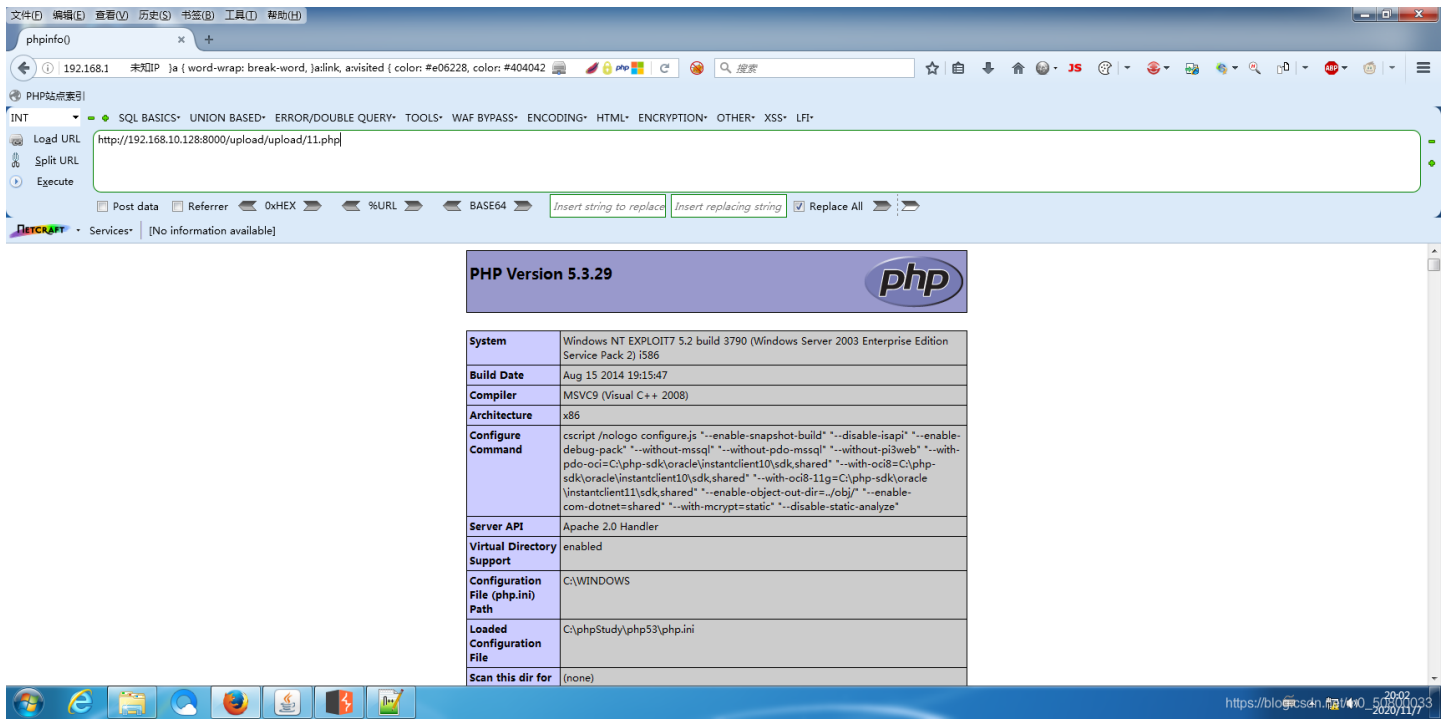 文件(F) 编辑(E) 查看(V) 历史(S) 书签(B) 工具(T) 帮助(H)
phpinfo() × +
192.168.1 未知IP }a { word-wrap: break-word, }a:link, a:visited { color: #e06228, color: #404042 php 搜索 JS ABP
PHP站点索引
INT SQL BASICS UNION BASED ERROR/DOUBLE QUERY TOOLS WAF BYPASS ENCODING HTML ENCRYPTION OTHER XSS LFI
Load URL http://192.168.10.128:8000/upload/upload/11.php
Split URL
Execute
Post data Referrer 0xHEX %URL BASE64 Insert string to replace Insert replacing string Replace All
NETCRAFT Services [No information available]
PHP Version 5.3.29 php
System Windows NT EXPLOIT7 5.2 build 3790 (Windows Server 2003 Enterprise Edition
Service Pack 2) i586
Build Date Aug 15 2014 19:15:47
Compiler MSVC9 (Visual C++ 2008)
Architecture x86
Configure cscript /nologo configure.js "--enable-snapshot-build" "--disable-isapi" "--enable-
Command debug-pack" "--without-mssql" "--without-pdo-mssql" "--without-pi3web" "--with-
pdo-oci=C:\php-sdk\oracle\instantclient10\sdk,shared" "--with-oci8=C:\php-
sdk\oracle\instantclient10\sdk,shared" "--with-oci8-11g=C:\php-sdk\oracle
\instantclient11\sdk,shared" "--enable-object-out-dir=../obj/" "--enable-
com-dotnet=shared" "--with-mcrypt=static" "--disable-static-analyze"
Server API Apache 2.0 Handler
Virtual Directory enabled
Support
Configuration C:\WINDOWS
File (php.ini)
Path
Loaded C:\phpStudy\php53\php.ini
Configuration
File
Scan this dir for (none)
20:02
2020/11/7